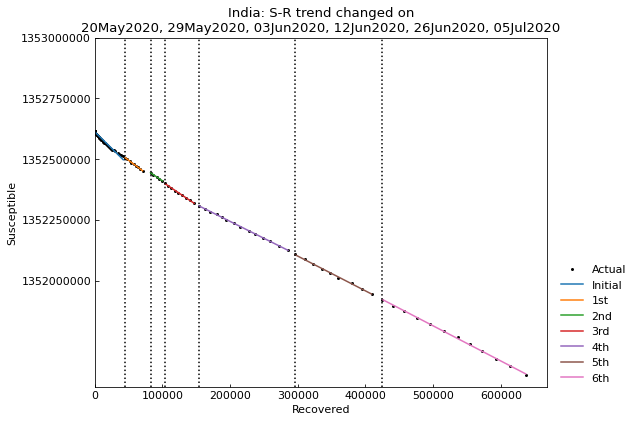 India: S-R trend changed on
20May2020, 29May2020, 03Jun2020, 12Jun2020, 26Jun2020, 05Jul2020
1353000000
1352750000
1352500000
1352250000
1352000000
Susceptible
0 100000 200000 300000 400000 500000 600000
Recovered
Actual
Initial
1st
2nd
3rd
4th
5th
6th